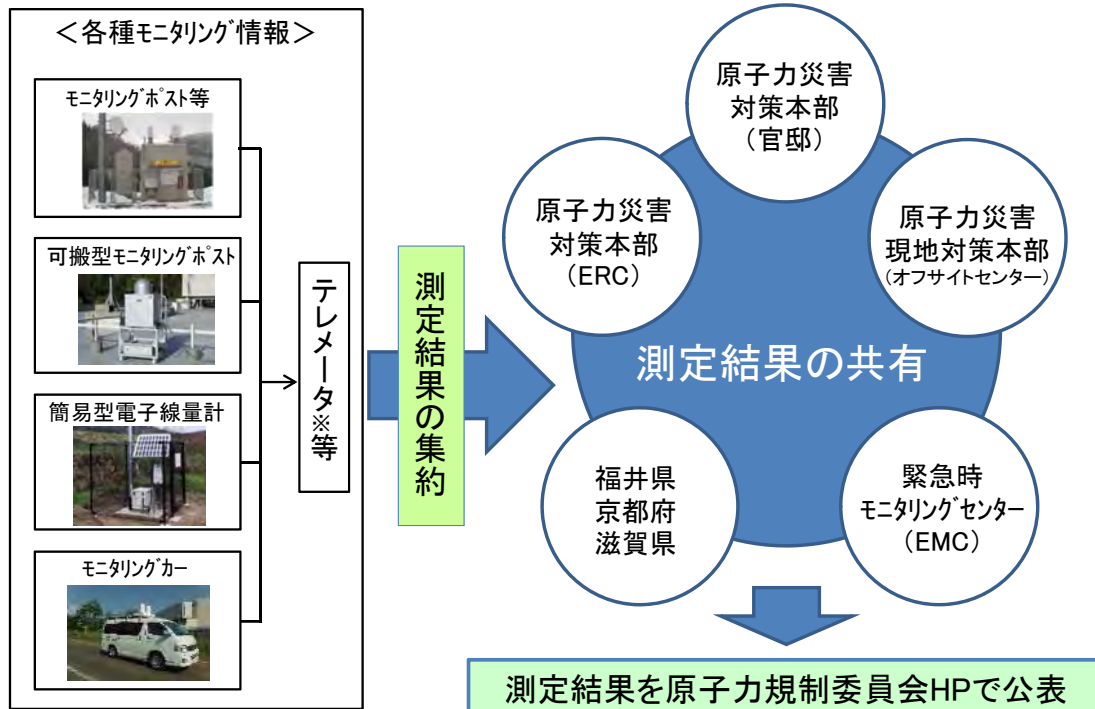 ＜各種ﾓﾆﾀﾘﾝｸﾞ情報＞
ﾓﾆﾀﾘﾝｸﾞﾎﾟｽﾄ等
可搬型ﾓﾆﾀﾘﾝｸﾞﾎﾟｽﾄ
簡易型電子線量計
ﾓﾆﾀﾘﾝｸﾞｶｰ
テレメータ※等
測定結果の集約
原子力災害
対策本部
（官邸）
原子力災害
対策本部
（ERC）
原子力災害
現地対策本部
（オフサイトセンター）
測定結果の共有
福井県
京都府
滋賀県
緊急時
ﾓﾆﾀﾘﾝｸﾞｾﾝﾀｰ
（EMC）
測定結果を原子力規制委員会HPで公表